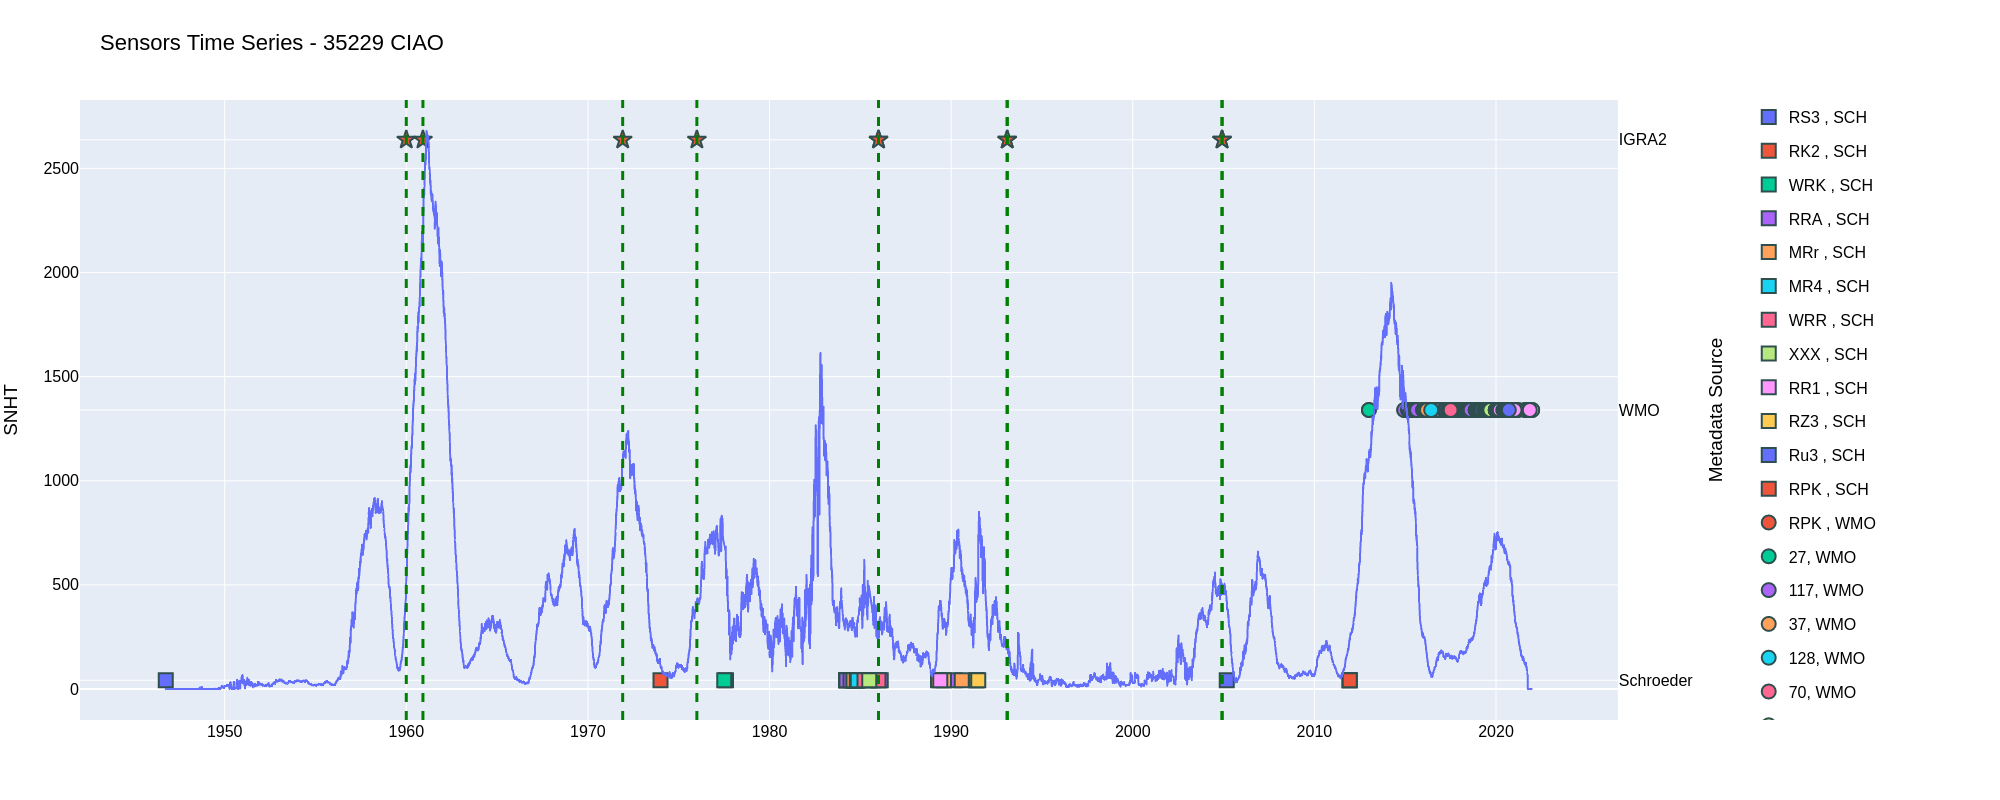 Sensors Time Series - 35229 CIAO
SNHT
2500
2000
1500
1000
500
0
1950
1960
1970
1980
1990
2000
2010
2020
IGRA2
WMO
Schroeder
Metadata Source
RS3 , SCH
RK2 , SCH
WRK , SCH
RRA , SCH
MRr , SCH
MR4 , SCH
WRR , SCH
XXX , SCH
RR1 , SCH
RZ3 , SCH
Ru3 , SCH
RPK , SCH
RPK , WMO
27, WMO
117, WMO
37, WMO
128, WMO
70, WMO